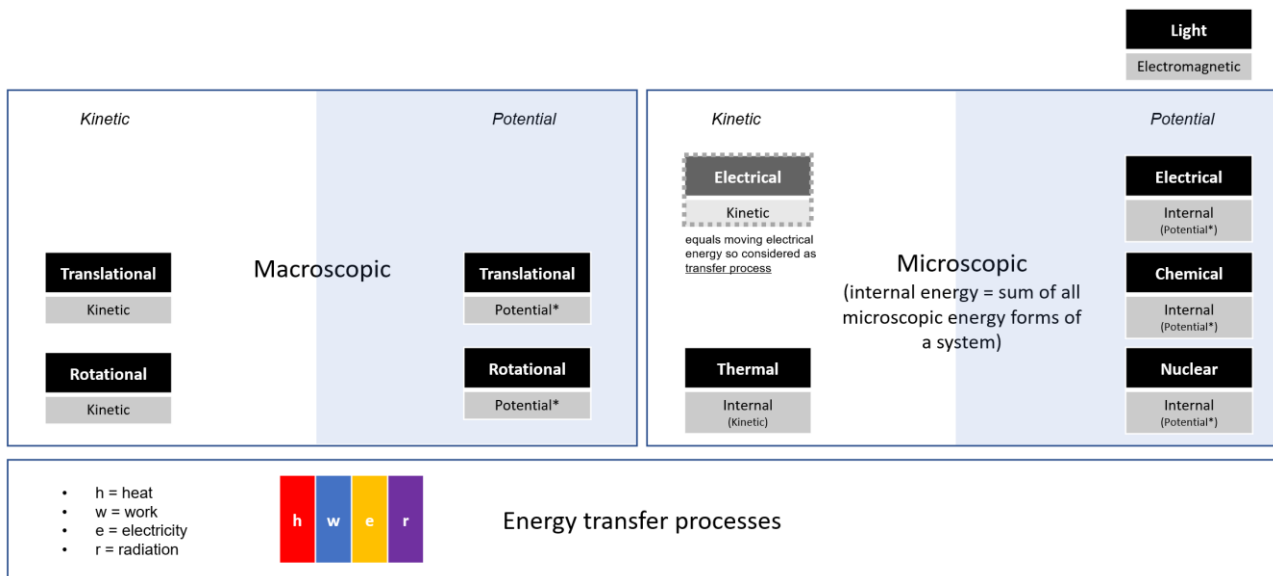 Light
Electromagnetic
Kinetic
Potential
Translational
Kinetic
Rotational
Kinetic
Macroscopic
Translational
Potential*
Rotational
Potential*
Kinetic
Potential
Electrical
Kinetic
equals moving electrical
energy so considered as
transfer process
Thermal
Internal
(Kinetic)
Microscopic
(internal energy = sum of all
microscopic energy forms of
a system)
Electrical
Internal
(Potential*)
Chemical
Internal
(Potential*)
Nuclear
Internal
(Potential*)
• h = heat
• w = work
• e = electricity
• r = radiation
h w e r
Energy transfer processes